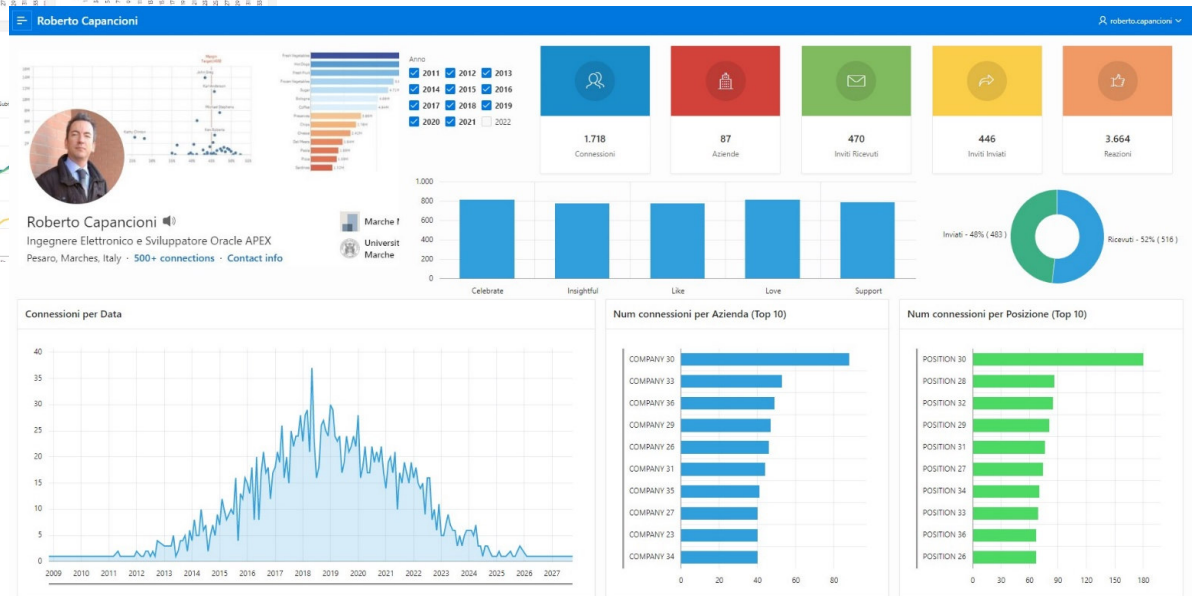 Roberto Capancioni
roberto.capancioni
Anno
2011 2012 2013
2014 2015 2016
2017 2018 2019
2020 2021 2022
1.718
Connessioni
87
Aziende
470
Inviti Ricevuti
446
Inviti Inviati
3.664
Reazioni
Roberto Capancioni
Ingegnere Elettronico e Sviluppatore Oracle APEX
Pesaro, Marches, Italy · 500+ connections · Contact info
Marche
Universit
Marche
1.000
800
600
400
200
0
Celebrate Insightful Like Love Support
Inviati - 48% ( 483 )
Ricevuti - 52% ( 516 )
Connessioni per Data
40
35
30
25
20
15
10
5
0
2009 2010 2011 2012 2013 2014 2015 2016 2017 2018 2019 2020 2021 2022 2023 2024 2025 2026 2027
Num connessioni per Azienda (Top 10)
COMPANY 30
COMPANY 33
COMPANY 36
COMPANY 29
COMPANY 26
COMPANY 31
COMPANY 35
COMPANY 27
COMPANY 23
COMPANY 34
0 20 40 60 80
Num connessioni per Posizione (Top 10)
POSITION 30
POSITION 28
POSITION 32
POSITION 29
POSITION 31
POSITION 27
POSITION 34
POSITION 33
POSITION 36
POSITION 26
0 30 60 90 120 150 180